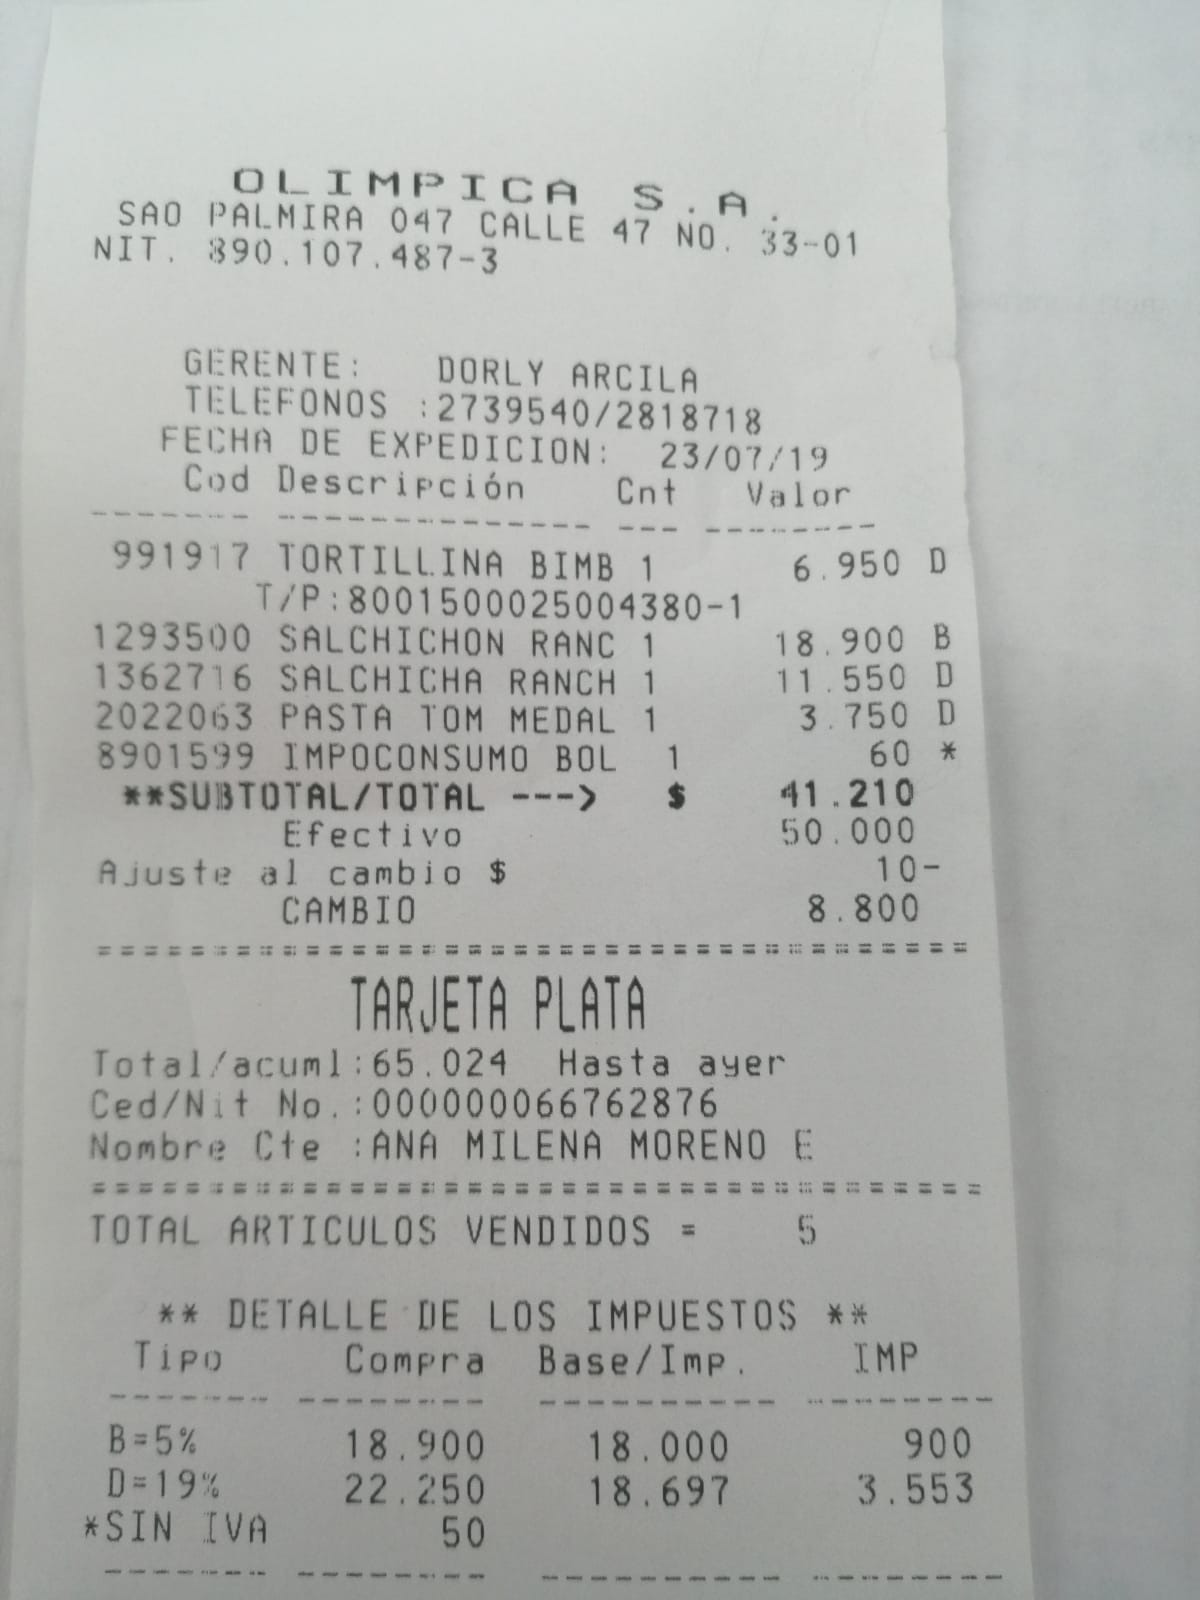 OLIMPICA S.A.
SAO PALMIRA 047 CALLE 47 NO. 33-01
NIT. 890.107.487-3
GERENTE: DORLY ARCILA
TELEFONOS :2739540/2818718
FECHA DE EXPEDICION: 23/07/19
Cod Descripción Cnt Valor
------- -------------- --- --------
991917 TORTILLINA BIMB 1 6.950 D
T/P:8001500025004380-1
1293500 SALCHICHON RANC 1 18.900 B
1362716 SALCHICHA RANCH 1 11.550 D
2022063 PASTA TOM MEDAL 1 3.750 D
8901599 IMPOCONSUMO BOL 1 60 *
**SUBTOTAL/TOTAL ---> $ 41.210
Efectivo 50.000
Ajuste al cambio $ 10-
CAMBIO 8.800
======================================
TARJETA PLATA
Total/acuml:65.024 Hasta ayer
Ced/Nit No.:000000066762876
Nombre Cte :ANA MILENA MORENO E
======================================
TOTAL ARTICULOS VENDIDOS = 5
** DETALLE DE LOS IMPUESTOS **
Tipo Compra Base/Imp. IMP
------- -------- ---------- --------
B=5% 18.900 18.000 900
D=19% 22.250 18.697 3.553
*SIN IVA 50
------- -------- ---------- --------